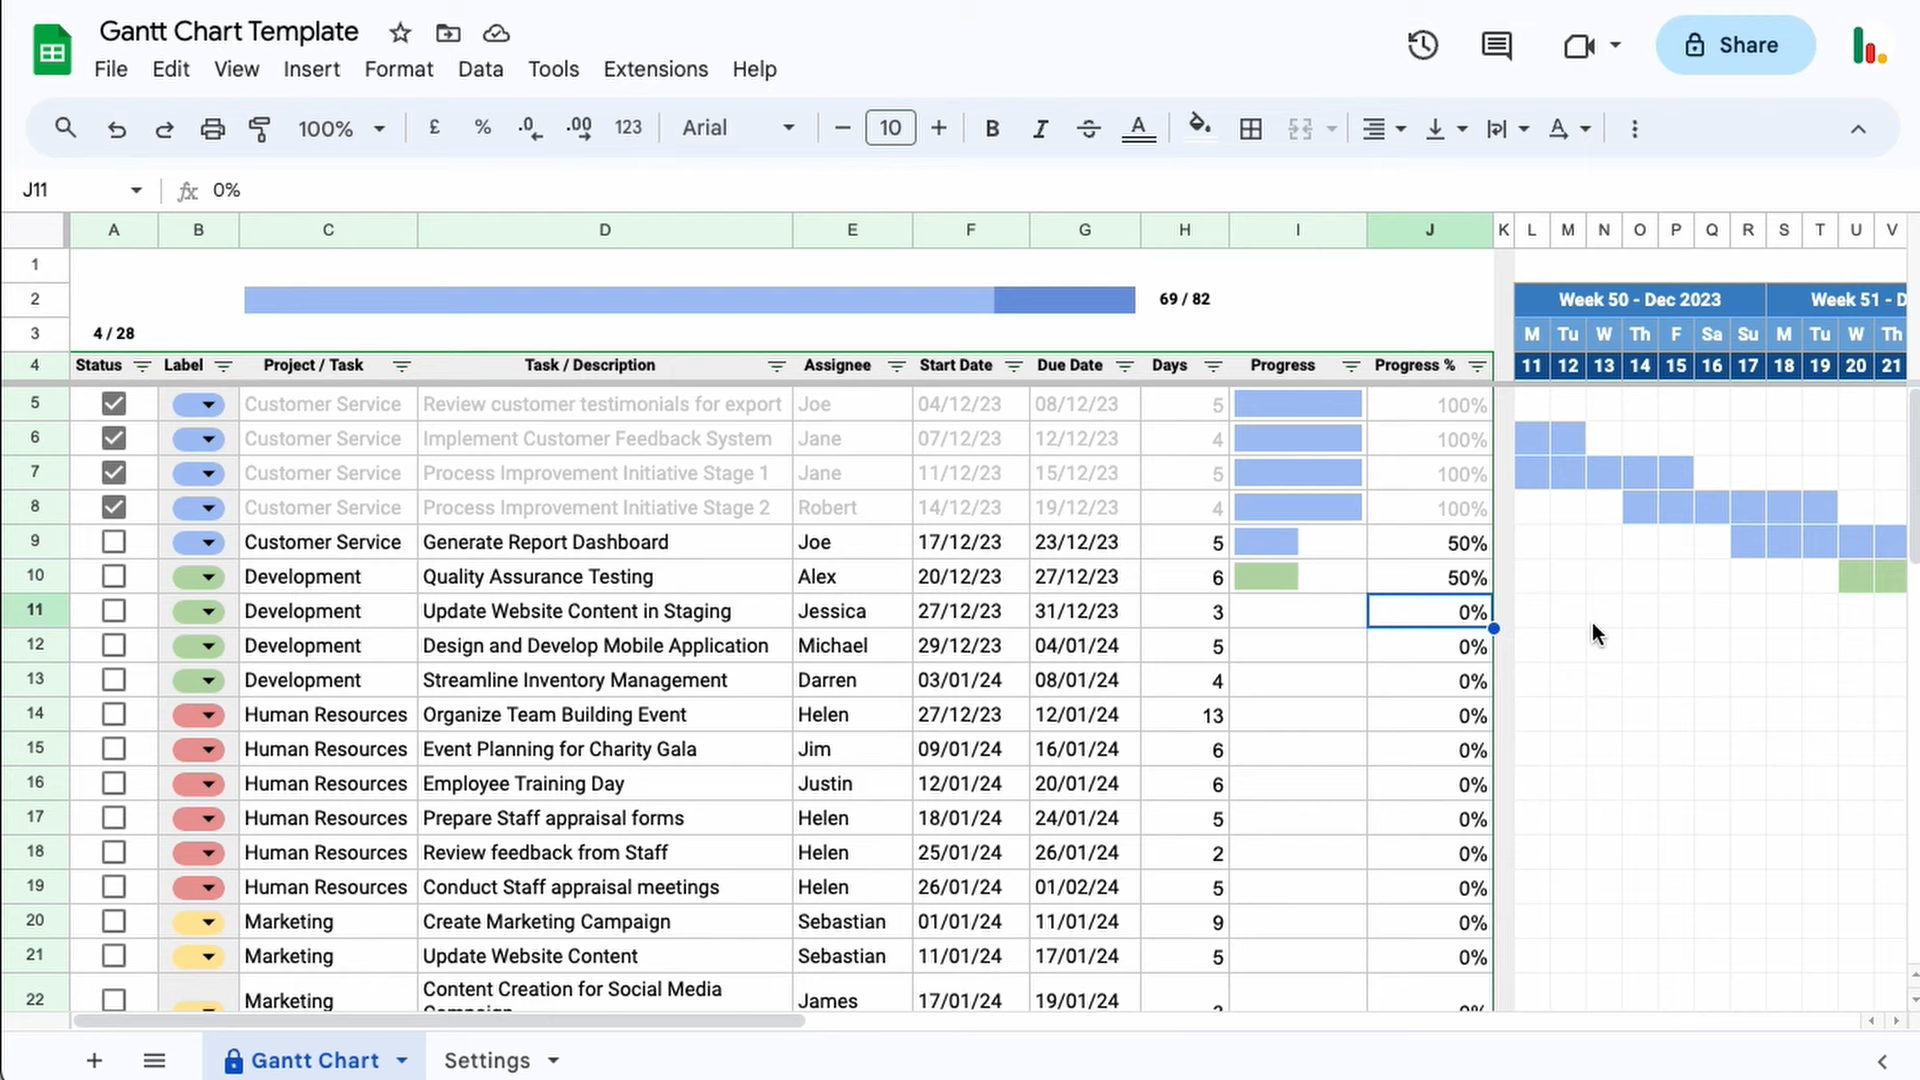 Gantt Chart Template
File Edit View Insert Format Data Tools Extensions Help
Share
100% £ % .0 .00 123 Arial 10 B I S A
J11 fx 0%
A B C D E F G H I J K L M N O P Q R S T U V
1
2 69 / 82 Week 50 - Dec 2023 Week 51 - D
3 4 / 28 M Tu W Th F Sa Su M Tu W Th
4 Status Label Project / Task Task / Description Assignee Start Date Due Date Days Progress Progress % 11 12 13 14 15 16 17 18 19 20 21
5 Customer Service Review customer testimonials for export Joe 04/12/23 08/12/23 5 100%
6 Customer Service Implement Customer Feedback System Jane 07/12/23 12/12/23 4 100%
7 Customer Service Process Improvement Initiative Stage 1 Jane 11/12/23 15/12/23 5 100%
8 Customer Service Process Improvement Initiative Stage 2 Robert 14/12/23 19/12/23 4 100%
9 Customer Service Generate Report Dashboard Joe 17/12/23 23/12/23 5 50%
10 Development Quality Assurance Testing Alex 20/12/23 27/12/23 6 50%
11 Development Update Website Content in Staging Jessica 27/12/23 31/12/23 3 0%
12 Development Design and Develop Mobile Application Michael 29/12/23 04/01/24 5 0%
13 Development Streamline Inventory Management Darren 03/01/24 08/01/24 4 0%
14 Human Resources Organize Team Building Event Helen 27/12/23 12/01/24 13 0%
15 Human Resources Event Planning for Charity Gala Jim 09/01/24 16/01/24 6 0%
16 Human Resources Employee Training Day Justin 12/01/24 20/01/24 6 0%
17 Human Resources Prepare Staff appraisal forms Helen 18/01/24 24/01/24 5 0%
18 Human Resources Review feedback from Staff Helen 25/01/24 26/01/24 2 0%
19 Human Resources Conduct Staff appraisal meetings Helen 26/01/24 01/02/24 5 0%
20 Marketing Create Marketing Campaign Sebastian 01/01/24 11/01/24 9 0%
21 Marketing Update Website Content Sebastian 11/01/24 17/01/24 5 0%
22 Marketing Content Creation for Social Media James 17/01/24 19/01/24
Gantt Chart Settings